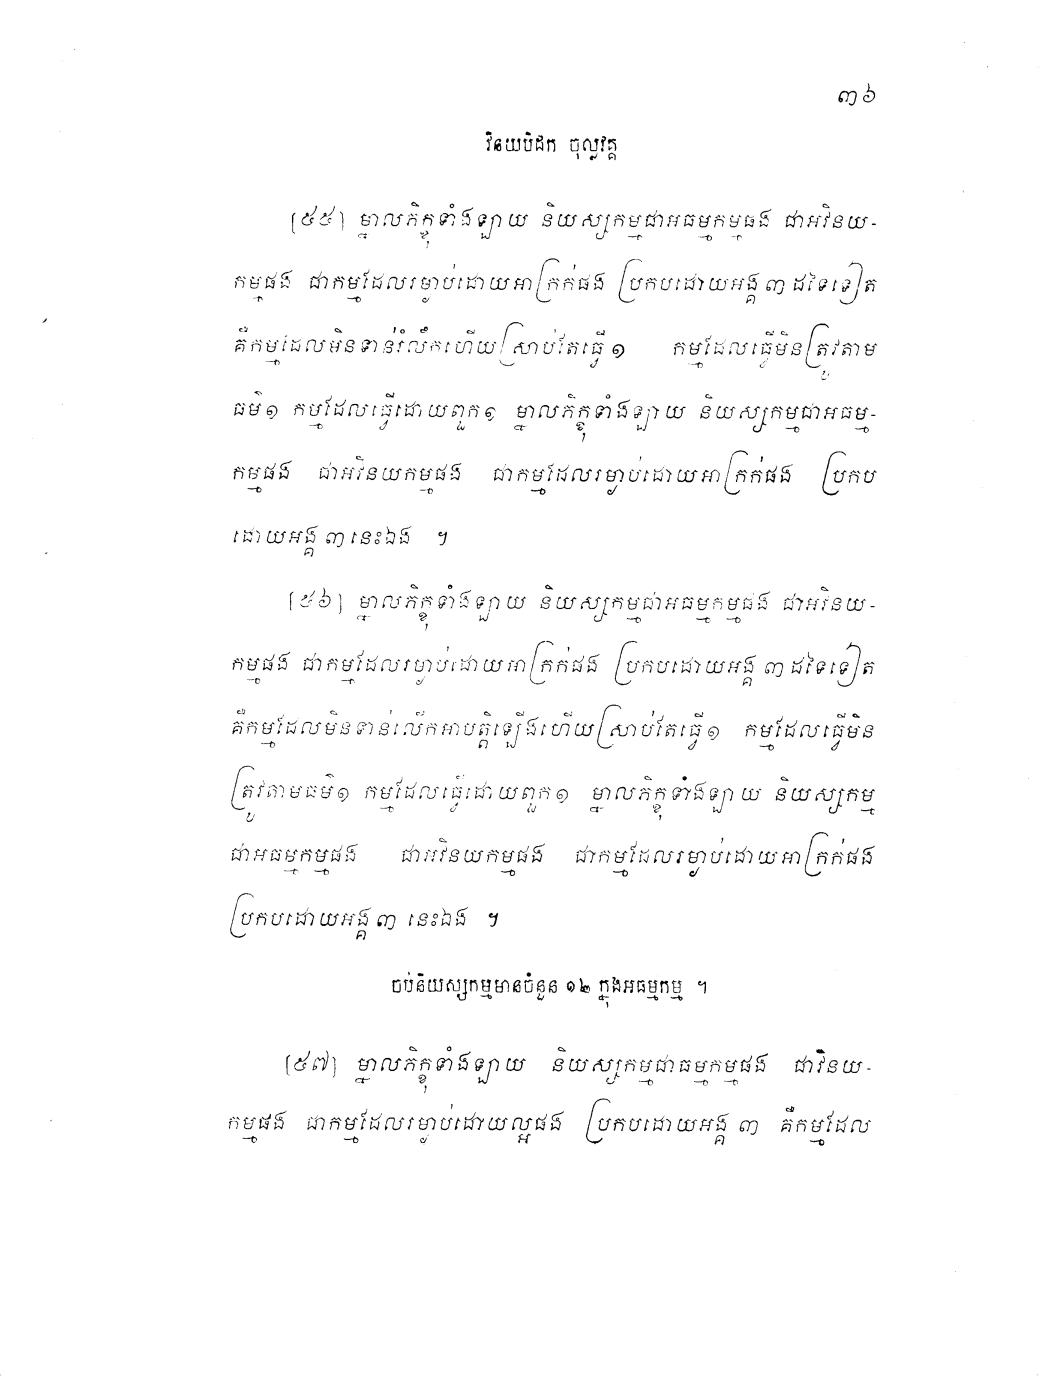 ៣៦
វិនយបិដក ចុល្លវគ្គ
[៥៥] ម្នាលភិក្ខុទាំងឡាយ និយស្សកម្មជាអធម្មកម្មផង ជាអវិនយ-
កម្មផង ជាកម្មដែលរម្ងាប់ដោយអាក្រក់ផង ប្រកបដោយអង្គ ៣ ដទៃទៀត
គឺកម្មដែលមិនទាន់រំលឹកហើយស្រាប់តែធ្វើ ១ កម្មដែលធ្វើមិនត្រូវតាម
ធម៌ ១ កម្មដែលធ្វើដោយពួក ១ ម្នាលភិក្ខុទាំងឡាយ និយស្សកម្មជាអធម្ម-
កម្មផង ជាអវិនយកម្មផង ជាកម្មដែលរម្ងាប់ដោយអាក្រក់ផង ប្រកប
ដោយអង្គ ៣ នេះឯង ។
[៥៦] ម្នាលភិក្ខុទាំងឡាយ និយស្សកម្មជាអធម្មកម្មផង ជាអវិនយ-
កម្មផង ជាកម្មដែលរម្ងាប់ដោយអាក្រក់ផង ប្រកបដោយអង្គ ៣ ដទៃទៀត
គឺកម្មដែលមិនទាន់លើកអាបត្តិឡើងហើយស្រាប់តែធ្វើ ១ កម្មដែលធ្វើមិន
ត្រូវតាមធម៌ ១ កម្មដែលធ្វើដោយពួក ១ ម្នាលភិក្ខុទាំងឡាយ និយស្សកម្ម
ជាអធម្មកម្មផង ជាអវិនយកម្មផង ជាកម្មដែលរម្ងាប់ដោយអាក្រក់ផង
ប្រកបដោយអង្គ ៣ នេះឯង ។
ចប់និយស្សកម្មមានចំនួន ១២ ក្នុងអធម្មកម្ម ។
[៥៧] ម្នាលភិក្ខុទាំងឡាយ និយស្សកម្មជាធម្មកម្មផង ជាវិនយ-
កម្មផង ជាកម្មដែលរម្ងាប់ដោយល្អផង ប្រកបដោយអង្គ ៣ គឺកម្មដែល